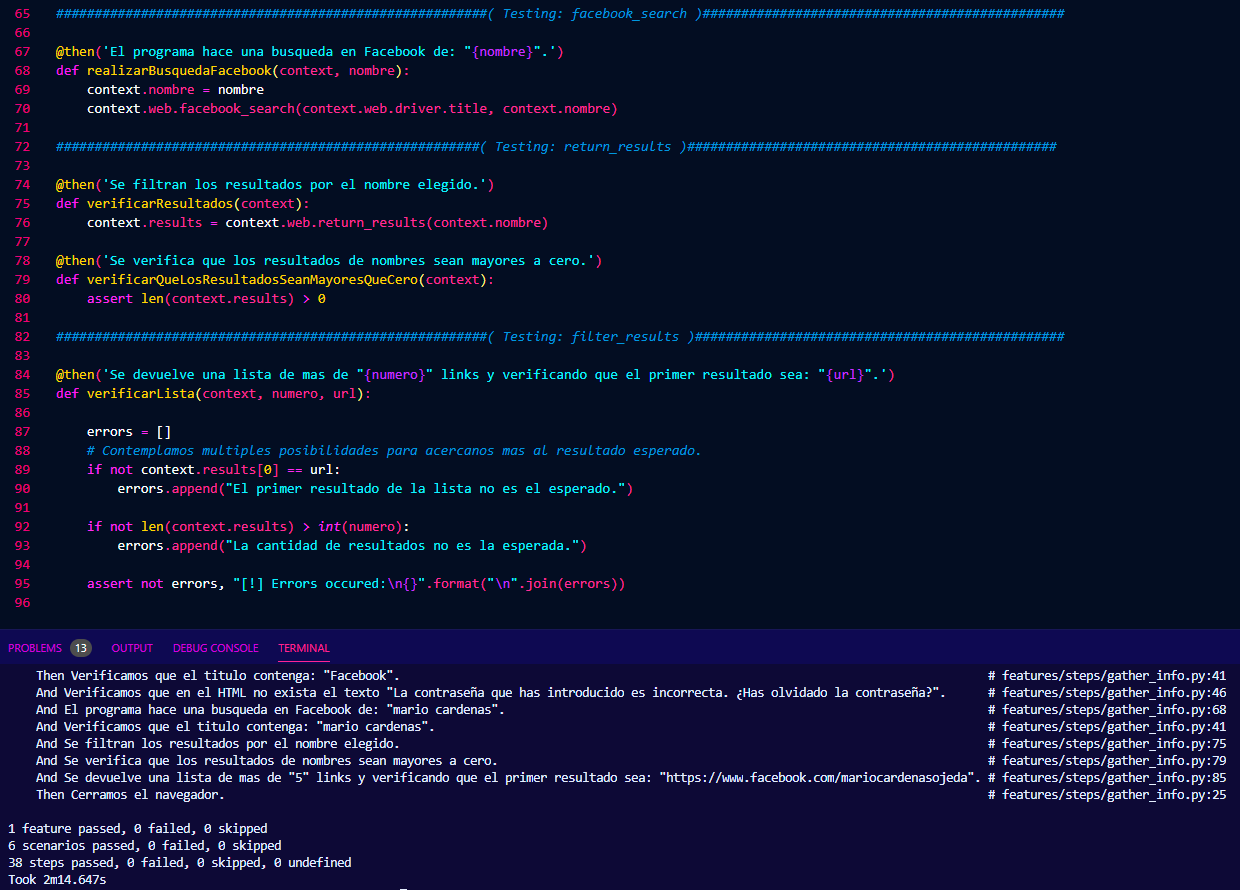 65 ########################################################( Testing: facebook_search )###############################################
66
67 @then('El programa hace una busqueda en Facebook de: "{nombre}".')
68 def realizarBusquedaFacebook(context, nombre):
69     context.nombre = nombre
70     context.web.facebook_search(context.web.driver.title, context.nombre)
71
72 #######################################################( Testing: return_results )################################################
73
74 @then('Se filtran los resultados por el nombre elegido.')
75 def verificarResultados(context):
76     context.results = context.web.return_results(context.nombre)
77
78 @then('Se verifica que los resultados de nombres sean mayores a cero.')
79 def verificarQueLosResultadosSeanMayoresQueCero(context):
80     assert len(context.results) > 0
81
82 ########################################################( Testing: filter_results )################################################
83
84 @then('Se devuelve una lista de mas de "{numero}" links y verificando que el primer resultado sea: "{url}".')
85 def verificarLista(context, numero, url):
86
87     errors = []
88     # Contemplamos multiples posibilidades para acercanos mas al resultado esperado.
89     if not context.results[0] == url:
90         errors.append("El primer resultado de la lista no es el esperado.")
91
92     if not len(context.results) > int(numero):
93         errors.append("La cantidad de resultados no es la esperada.")
94
95     assert not errors, "[!] Errors occured:\n{}".format("\n".join(errors))
96
PROBLEMS 13 OUTPUT DEBUG CONSOLE TERMINAL
Then Verificamos que el titulo contenga: "Facebook". # features/steps/gather_info.py:41
And Verificamos que en el HTML no exista el texto "La contraseña que has introducido es incorrecta. ¿Has olvidado la contraseña?". # features/steps/gather_info.py:46
And El programa hace una busqueda en Facebook de: "mario cardenas". # features/steps/gather_info.py:68
And Verificamos que el titulo contenga: "mario cardenas". # features/steps/gather_info.py:41
And Se filtran los resultados por el nombre elegido. # features/steps/gather_info.py:75
And Se verifica que los resultados de nombres sean mayores a cero. # features/steps/gather_info.py:79
And Se devuelve una lista de mas de "5" links y verificando que el primer resultado sea: "https://www.facebook.com/mariocardenasojeda". # features/steps/gather_info.py:85
Then Cerramos el navegador. # features/steps/gather_info.py:25
1 feature passed, 0 failed, 0 skipped
6 scenarios passed, 0 failed, 0 skipped
38 steps passed, 0 failed, 0 skipped, 0 undefined
Took 2m14.647s